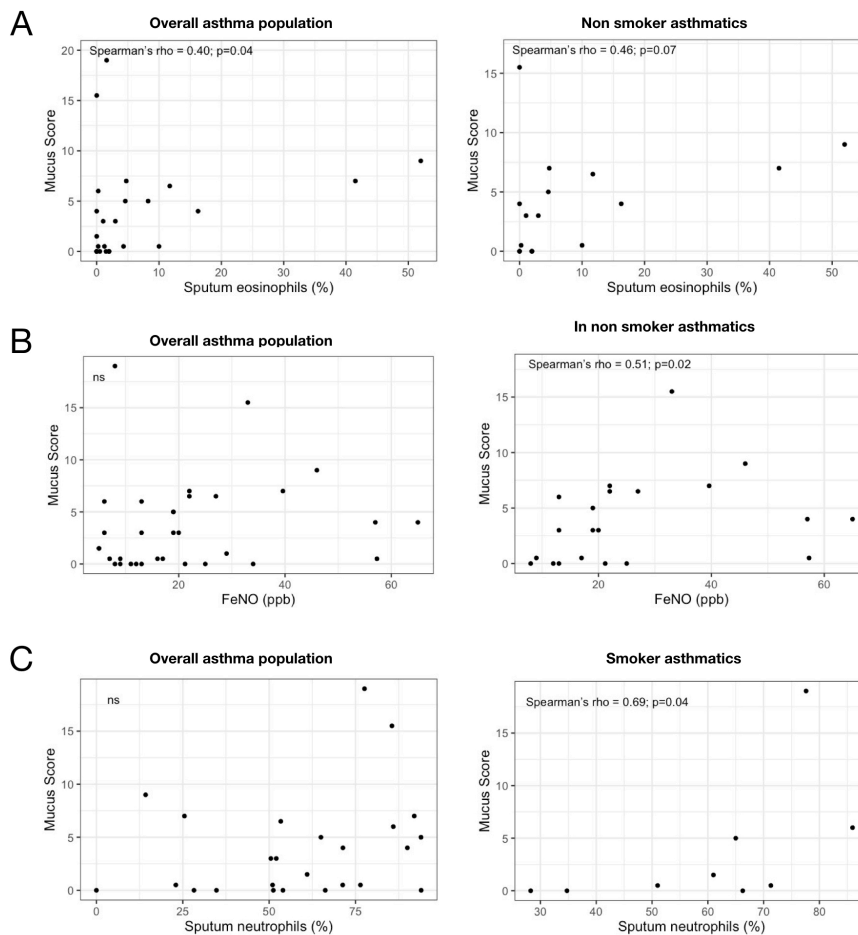 A
Overall asthma population
Non smoker asthmatics
Spearman's rho = 0.40; p=0.04
Spearman's rho = 0.46; p=0.07
Mucus Score
20
15
10
5
0
0 10 20 30 40 50
Sputum eosinophils (%)
Mucus Score
15
10
5
0
0 10 20 30 40 50
Sputum eosinophils (%)
B
Overall asthma population
In non smoker asthmatics
ns
Spearman's rho = 0.51; p=0.02
Mucus Score
15
10
5
0
20 40 60
FeNO (ppb)
Mucus Score
15
10
5
0
20 40 60
FeNO (ppb)
C
Overall asthma population
Smoker asthmatics
ns
Spearman's rho = 0.69; p=0.04
Mucus Score
15
10
5
0
0 25 50 75
Sputum neutrophils (%)
Mucus Score
15
10
5
0
30 40 50 60 70 80
Sputum neutrophils (%)